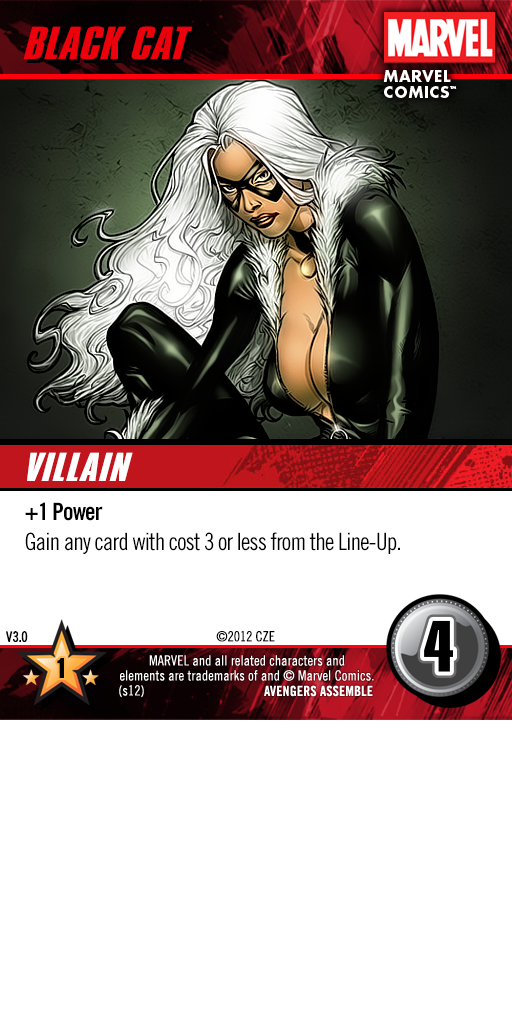 BLACK CAT
MARVEL
MARVEL
COMICS™
VILLAIN
+1 Power
Gain any card with cost 3 or less from the Line-Up.
V3.0
©2012 CZE
4
1
MARVEL and all related characters and
elements are trademarks of and © Marvel Comics.
(s12)
AVENGERS ASSEMBLE